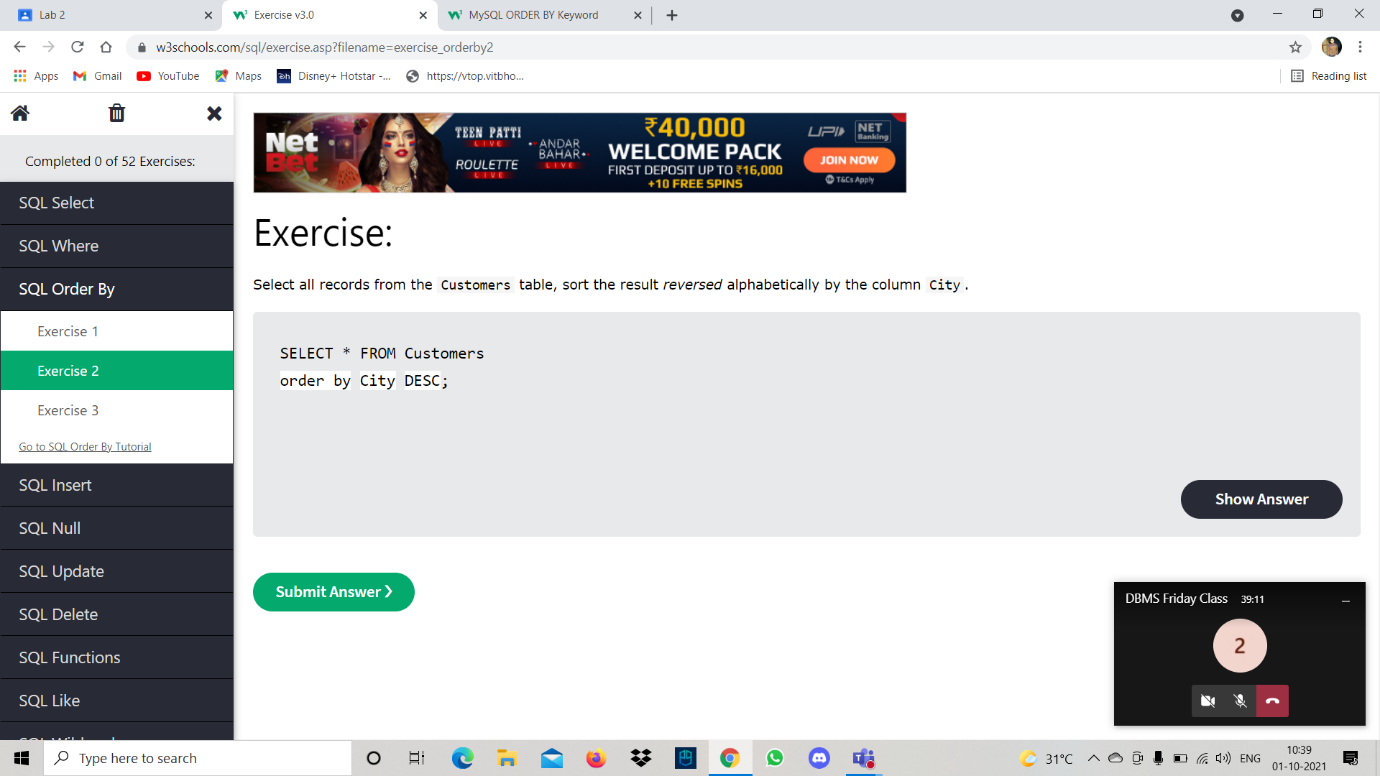 Lab 2
Exercise v3.0
MySQL ORDER BY Keyword
w3schools.com/sql/exercise.asp?filename=exercise_orderby2
Apps
Gmail
YouTube
Maps
Disney+ Hotstar -...
https://vtop.vitbho...
Reading list
Completed 0 of 52 Exercises:
SQL Select
SQL Where
SQL Order By
Exercise 1
Exercise 2
Exercise 3
Go to SQL Order By Tutorial
SQL Insert
SQL Null
SQL Update
SQL Delete
SQL Functions
SQL Like
Net
Bet
TEEN PATTI
LIVE
ROULETTE
LIVE
ANDAR
BAHAR
LIVE
₹40,000
WELCOME PACK
FIRST DEPOSIT UP TO ₹16,000
+10 FREE SPINS
UPI
NET
Banking
JOIN NOW
T&Cs Apply
Exercise:
Select all records from the Customers table, sort the result reversed alphabetically by the column City.
SELECT * FROM Customers
order by City DESC;
Show Answer
Submit Answer ❯
DBMS Friday Class 39:11
2
Type here to search
31°C
ENG
10:39
01-10-2021